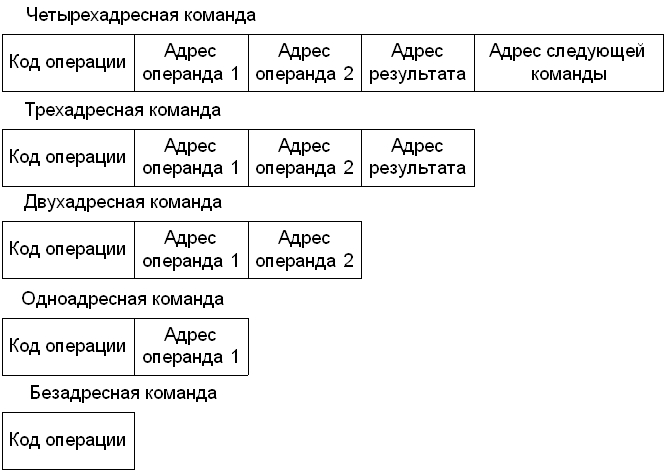 Четырехадресная команда
Код операции
Адрес
операнда 1
Адрес
операнда 2
Адрес
результата
Адрес следующей
команды
Трехадресная команда
Код операции
Адрес
операнда 1
Адрес
операнда 2
Адрес
результата
Двухадресная команда
Код операции
Адрес
операнда 1
Адрес
операнда 2
Одноадресная команда
Код операции
Адрес
операнда 1
Безадресная команда
Код операции